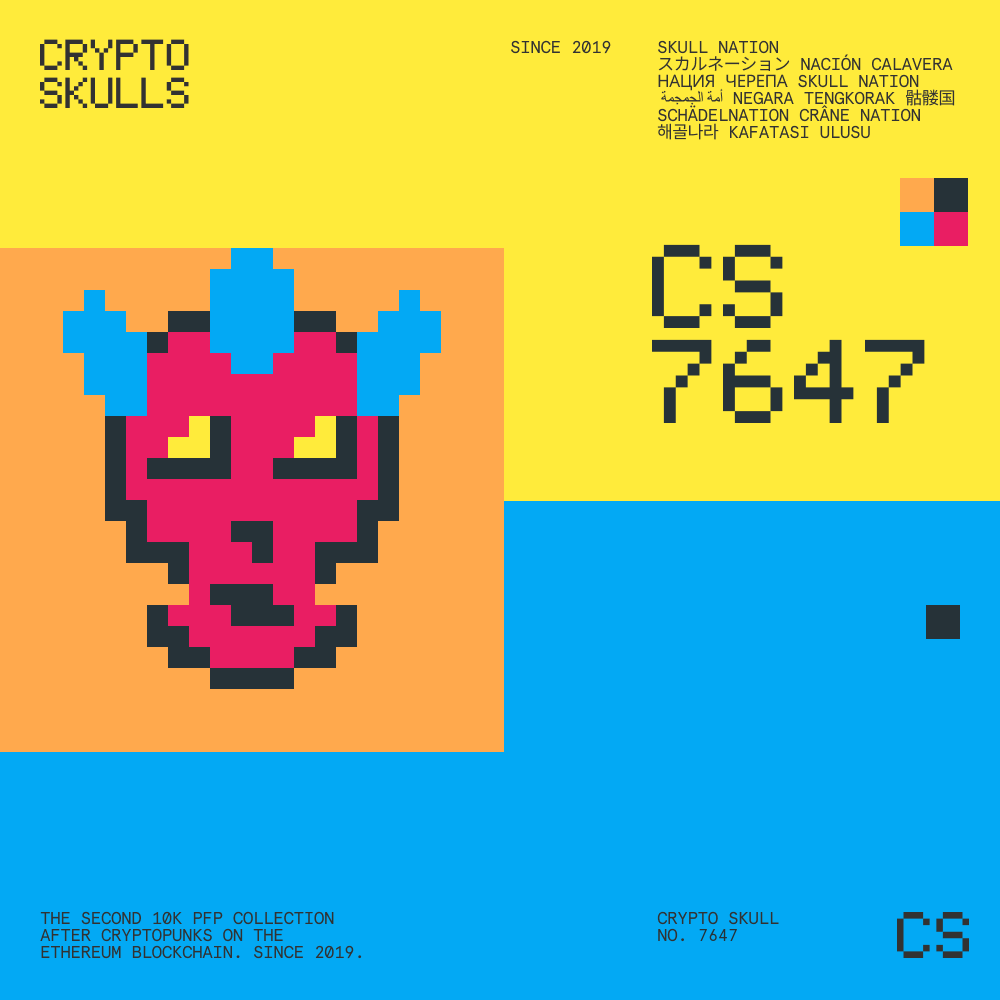 CRYPTO
SKULLS
SINCE 2019
SKULL NATION
スカルネーション NACIÓN CALAVERA
НАЦИЯ ЧЕРЕПА SKULL NATION
أمة الجمجمة NEGARA TENGKORAK 骷髅国
SCHÄDELNATION CRÂNE NATION
해골나라 KAFATASI ULUSU
CS
7647
THE SECOND 10K PFP COLLECTION
AFTER CRYPTOPUNKS ON THE
ETHEREUM BLOCKCHAIN. SINCE 2019.
CRYPTO SKULL
NO. 7647
CS